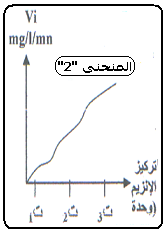 Vi
mg/l/mn
المنحنى "2"
تركيز
الإنزيم
(وحدة
ت1 ت2 ت3